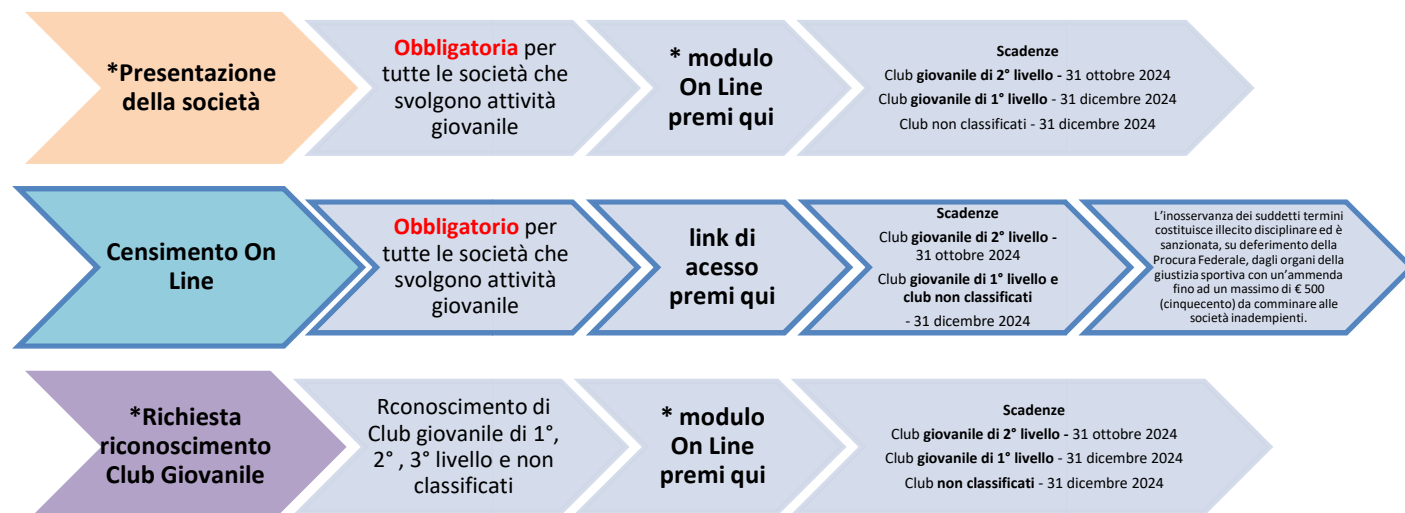 *Presentazione
della società
Obbligatoria per
tutte le società che
svolgono attività
giovanile
* modulo
On Line
premi qui
Scadenze
Club giovanile di 2° livello - 31 ottobre 2024
Club giovanile di 1° livello - 31 dicembre 2024
Club non classificati - 31 dicembre 2024
Censimento On
Line
Obbligatorio per
tutte le società che
svolgono attività
giovanile
link di
acesso
premi qui
Scadenze
Club giovanile di 2° livello -
31 ottobre 2024
Club giovanile di 1° livello e
club non classificati
- 31 dicembre 2024
L'inosservanza dei suddetti termini
costituisce illecito disciplinare ed è
sanzionata, su deferimento della
Procura Federale, dagli organi della
giustizia sportiva con un'ammenda
fino ad un massimo di € 500
(cinquecento) da comminare alle
società inadempienti.
*Richiesta
riconoscimento
Club Giovanile
Rconoscimento di
Club giovanile di 1°,
2° , 3° livello e non
classificati
* modulo
On Line
premi qui
Scadenze
Club giovanile di 2° livello - 31 ottobre 2024
Club giovanile di 1° livello - 31 dicembre 2024
Club non classificati - 31 dicembre 2024